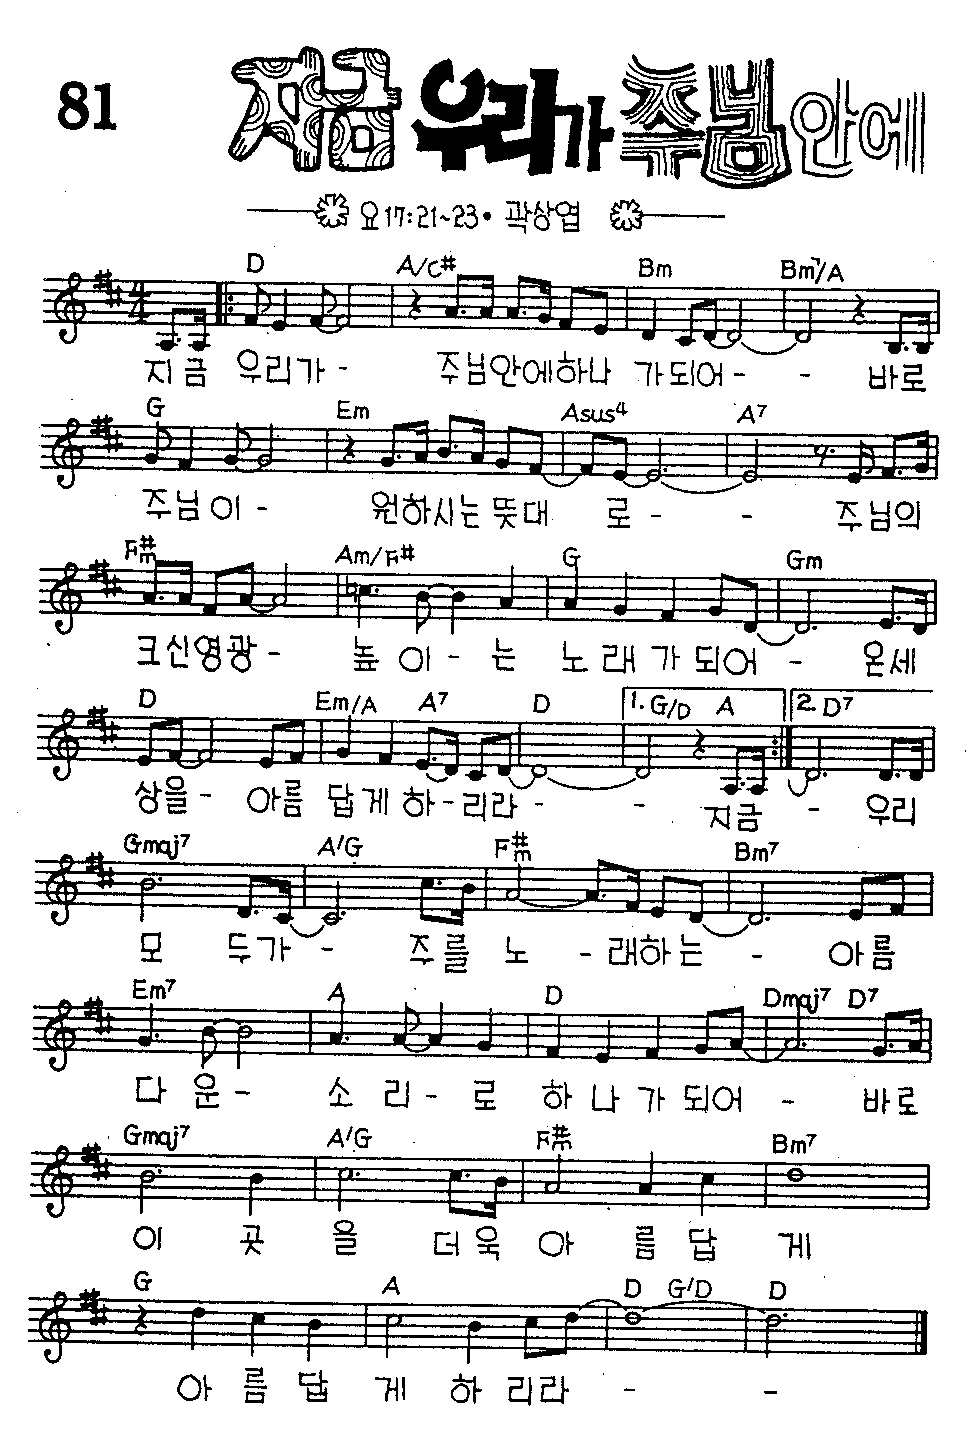 81 지금 우리가 주님 안에
요 17:21~23 • 곽상엽
D A/C# Bm Bm7/A
지금 우리가 - 주님안에하나 가되어 - - 바로
G Em Asus4 A7
주님이 - 원하시는 뜻대 로 - - 주님의
F#m Am/F# G Gm
크신영광 - 높이 - 는 노래가되어 - 온세
D Em/A A7 D 1. G/D A 2. D7
상을 - 아름답게하 - 리라 - - 지금 - 우리
Gmaj7 A/G F#m Bm7
모 두가 - 주를 노 - 래하는 - 아름
Em7 A D Dmaj7 D7
다운 - 소 리 - 로 하나가되어 - 바로
Gmaj7 A/G F#m Bm7
이 곳 을 더욱 아 름 답 게
G A D G/D D
아 름 답 게 하 리라 - -